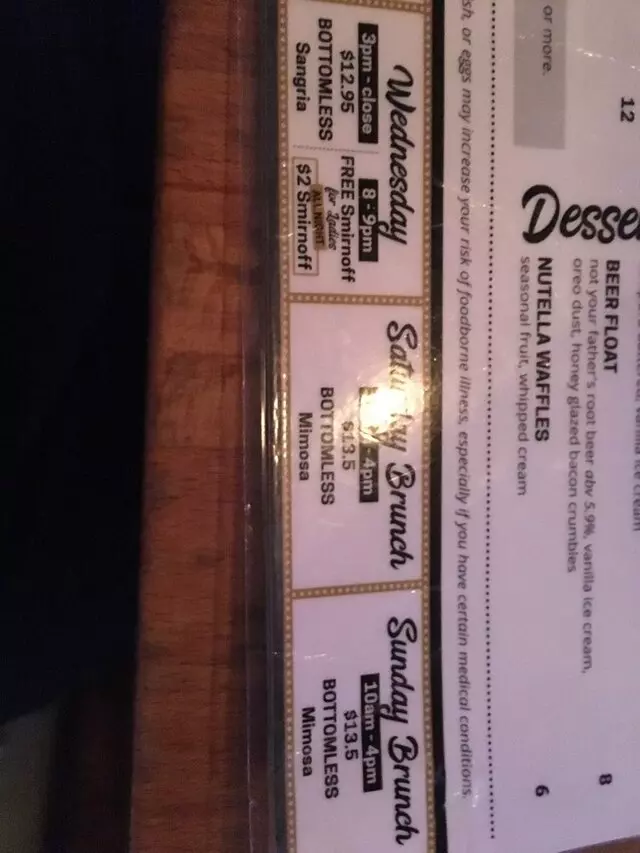 or more.
12
Desse
BEER FLOAT
not your father's root beer abv 5.9%, vanilla ice cream,
oreo dust, honey glazed bacon crumbles
8
NUTELLA WAFFLES
6
seasonal fruit, whipped cream
or eggs may increase your risk of foodborne illness, especially if you have certain medical conditions.
Wednesday
3pm - close
$12.95
BOTTOMLESS
Sangria
8 - 9pm
FREE Smirnoff
for Ladies
ALL NIGHT
$2 Smirnoff
Saturday Brunch
-4pm
$13.5
BOTTOMLESS
Mimosa
Sunday Brunch
10am - 4pm
$13.5
BOTTOMLESS
Mimosa